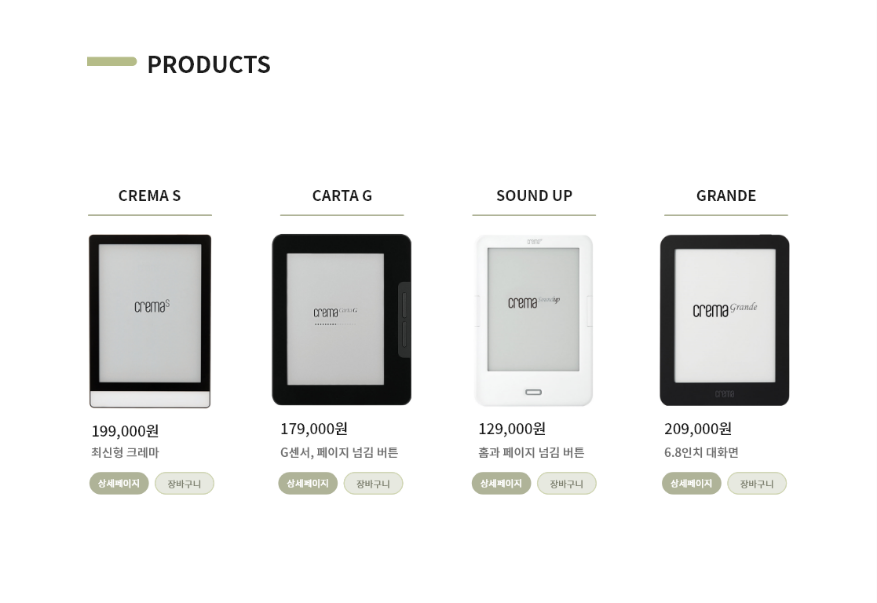 PRODUCTS
CREMA S
CARTA G
SOUND UP
GRANDE
crema S
crema
crema
crema
crema Grande
199,000원
179,000원
129,000원
209,000원
최신형 크레마
G센서, 페이지 넘김 버튼
홈과 페이지 넘김 버튼
6.8인치 대화면
상세페이지 장바구니
상세페이지 장바구니
상세페이지 장바구니
상세페이지 장바구니